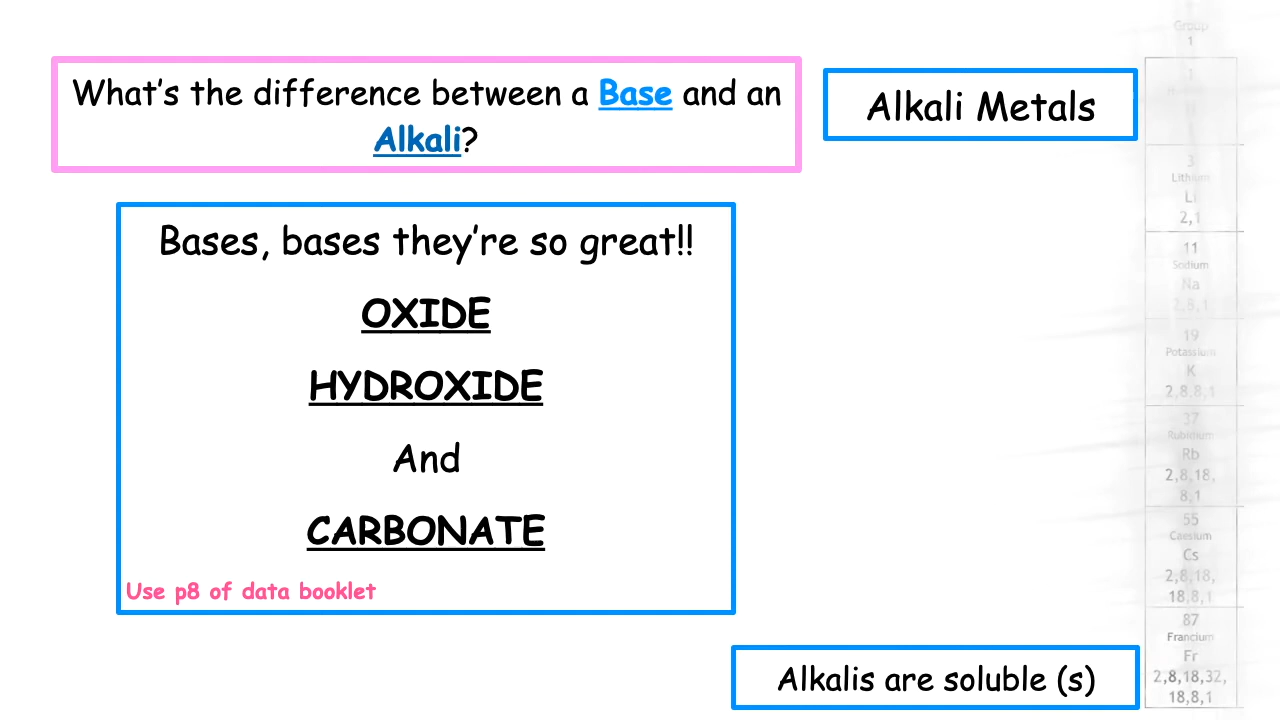 What's the difference between a Base and an
Alkali?
Alkali Metals
Bases, bases they're so great!!
OXIDE
HYDROXIDE
And
CARBONATE
Use p8 of data booklet
Alkalis are soluble (s)
Group
1
1
H
3
Lithium
Li
2,1
11
Sodium
Na
2,8,1
19
Potassium
K
2,8,8,1
37
Rubidium
Rb
2,8,18,
8,1
55
Caesium
Cs
2,8,18,
18,8,1
87
Francium
Fr
2,8,18,32,
18,8,1